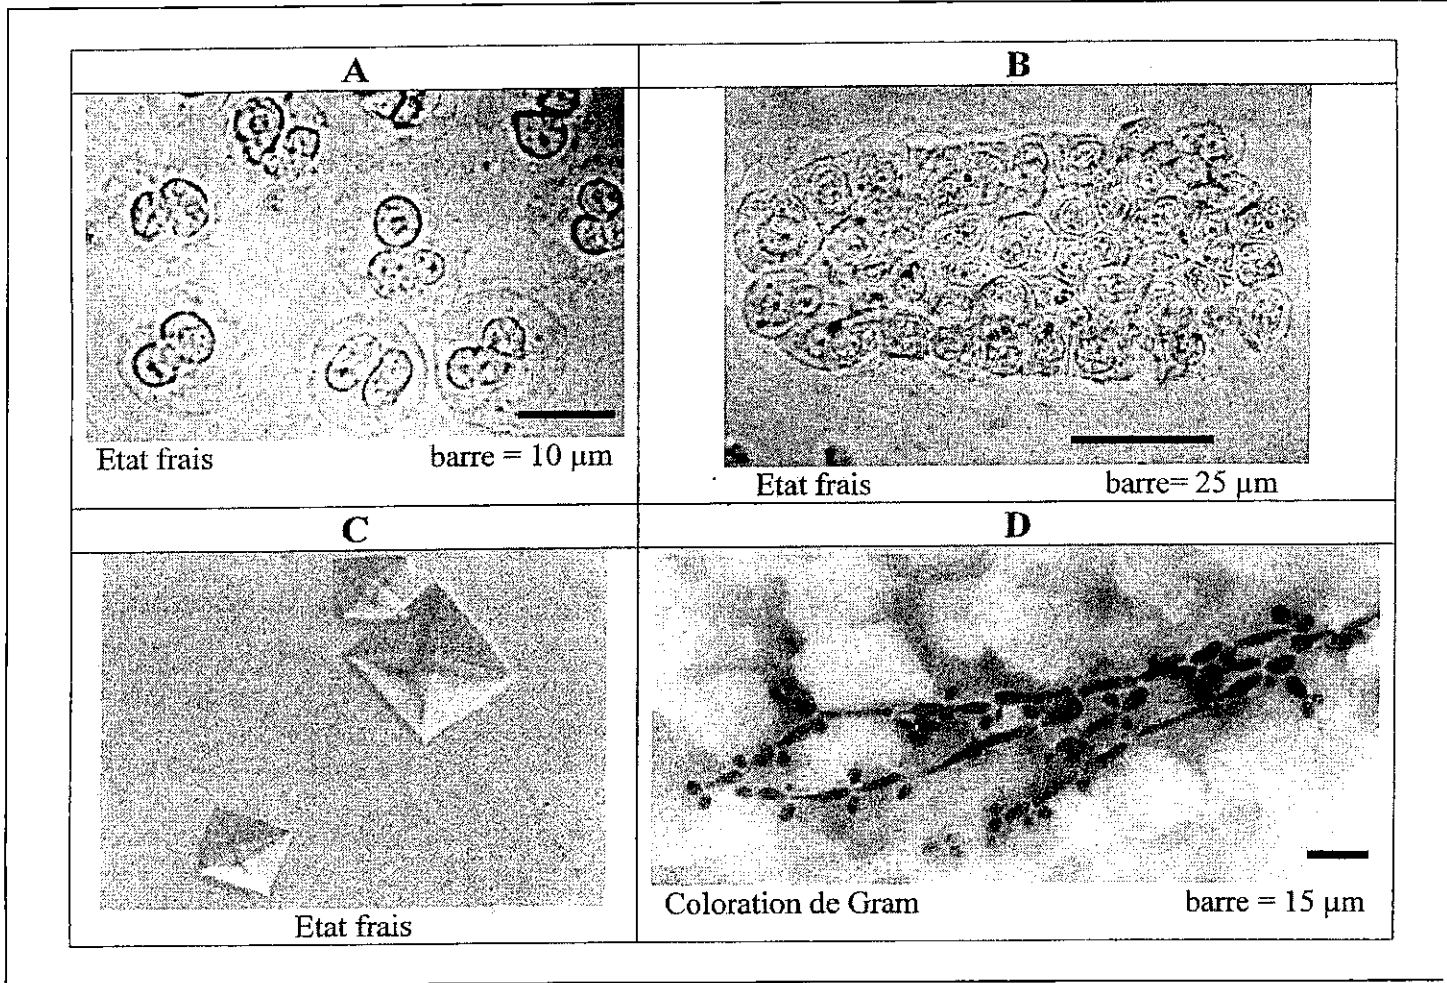 A
B
Etat frais
barre = 10 µm
Etat frais
barre= 25 µm
C
D
Etat frais
Coloration de Gram
barre = 15 µm